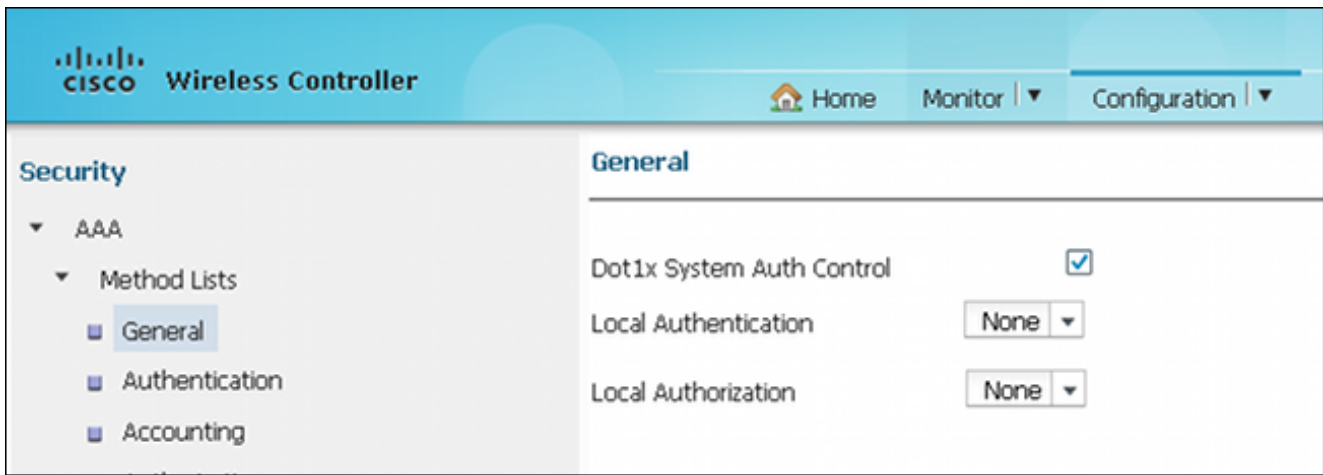 CISCO Wireless Controller
Home Monitor Configuration
Security
AAA
Method Lists
General
Authentication
Accounting
General
Dot1x System Auth Control
Local Authentication None
Local Authorization None